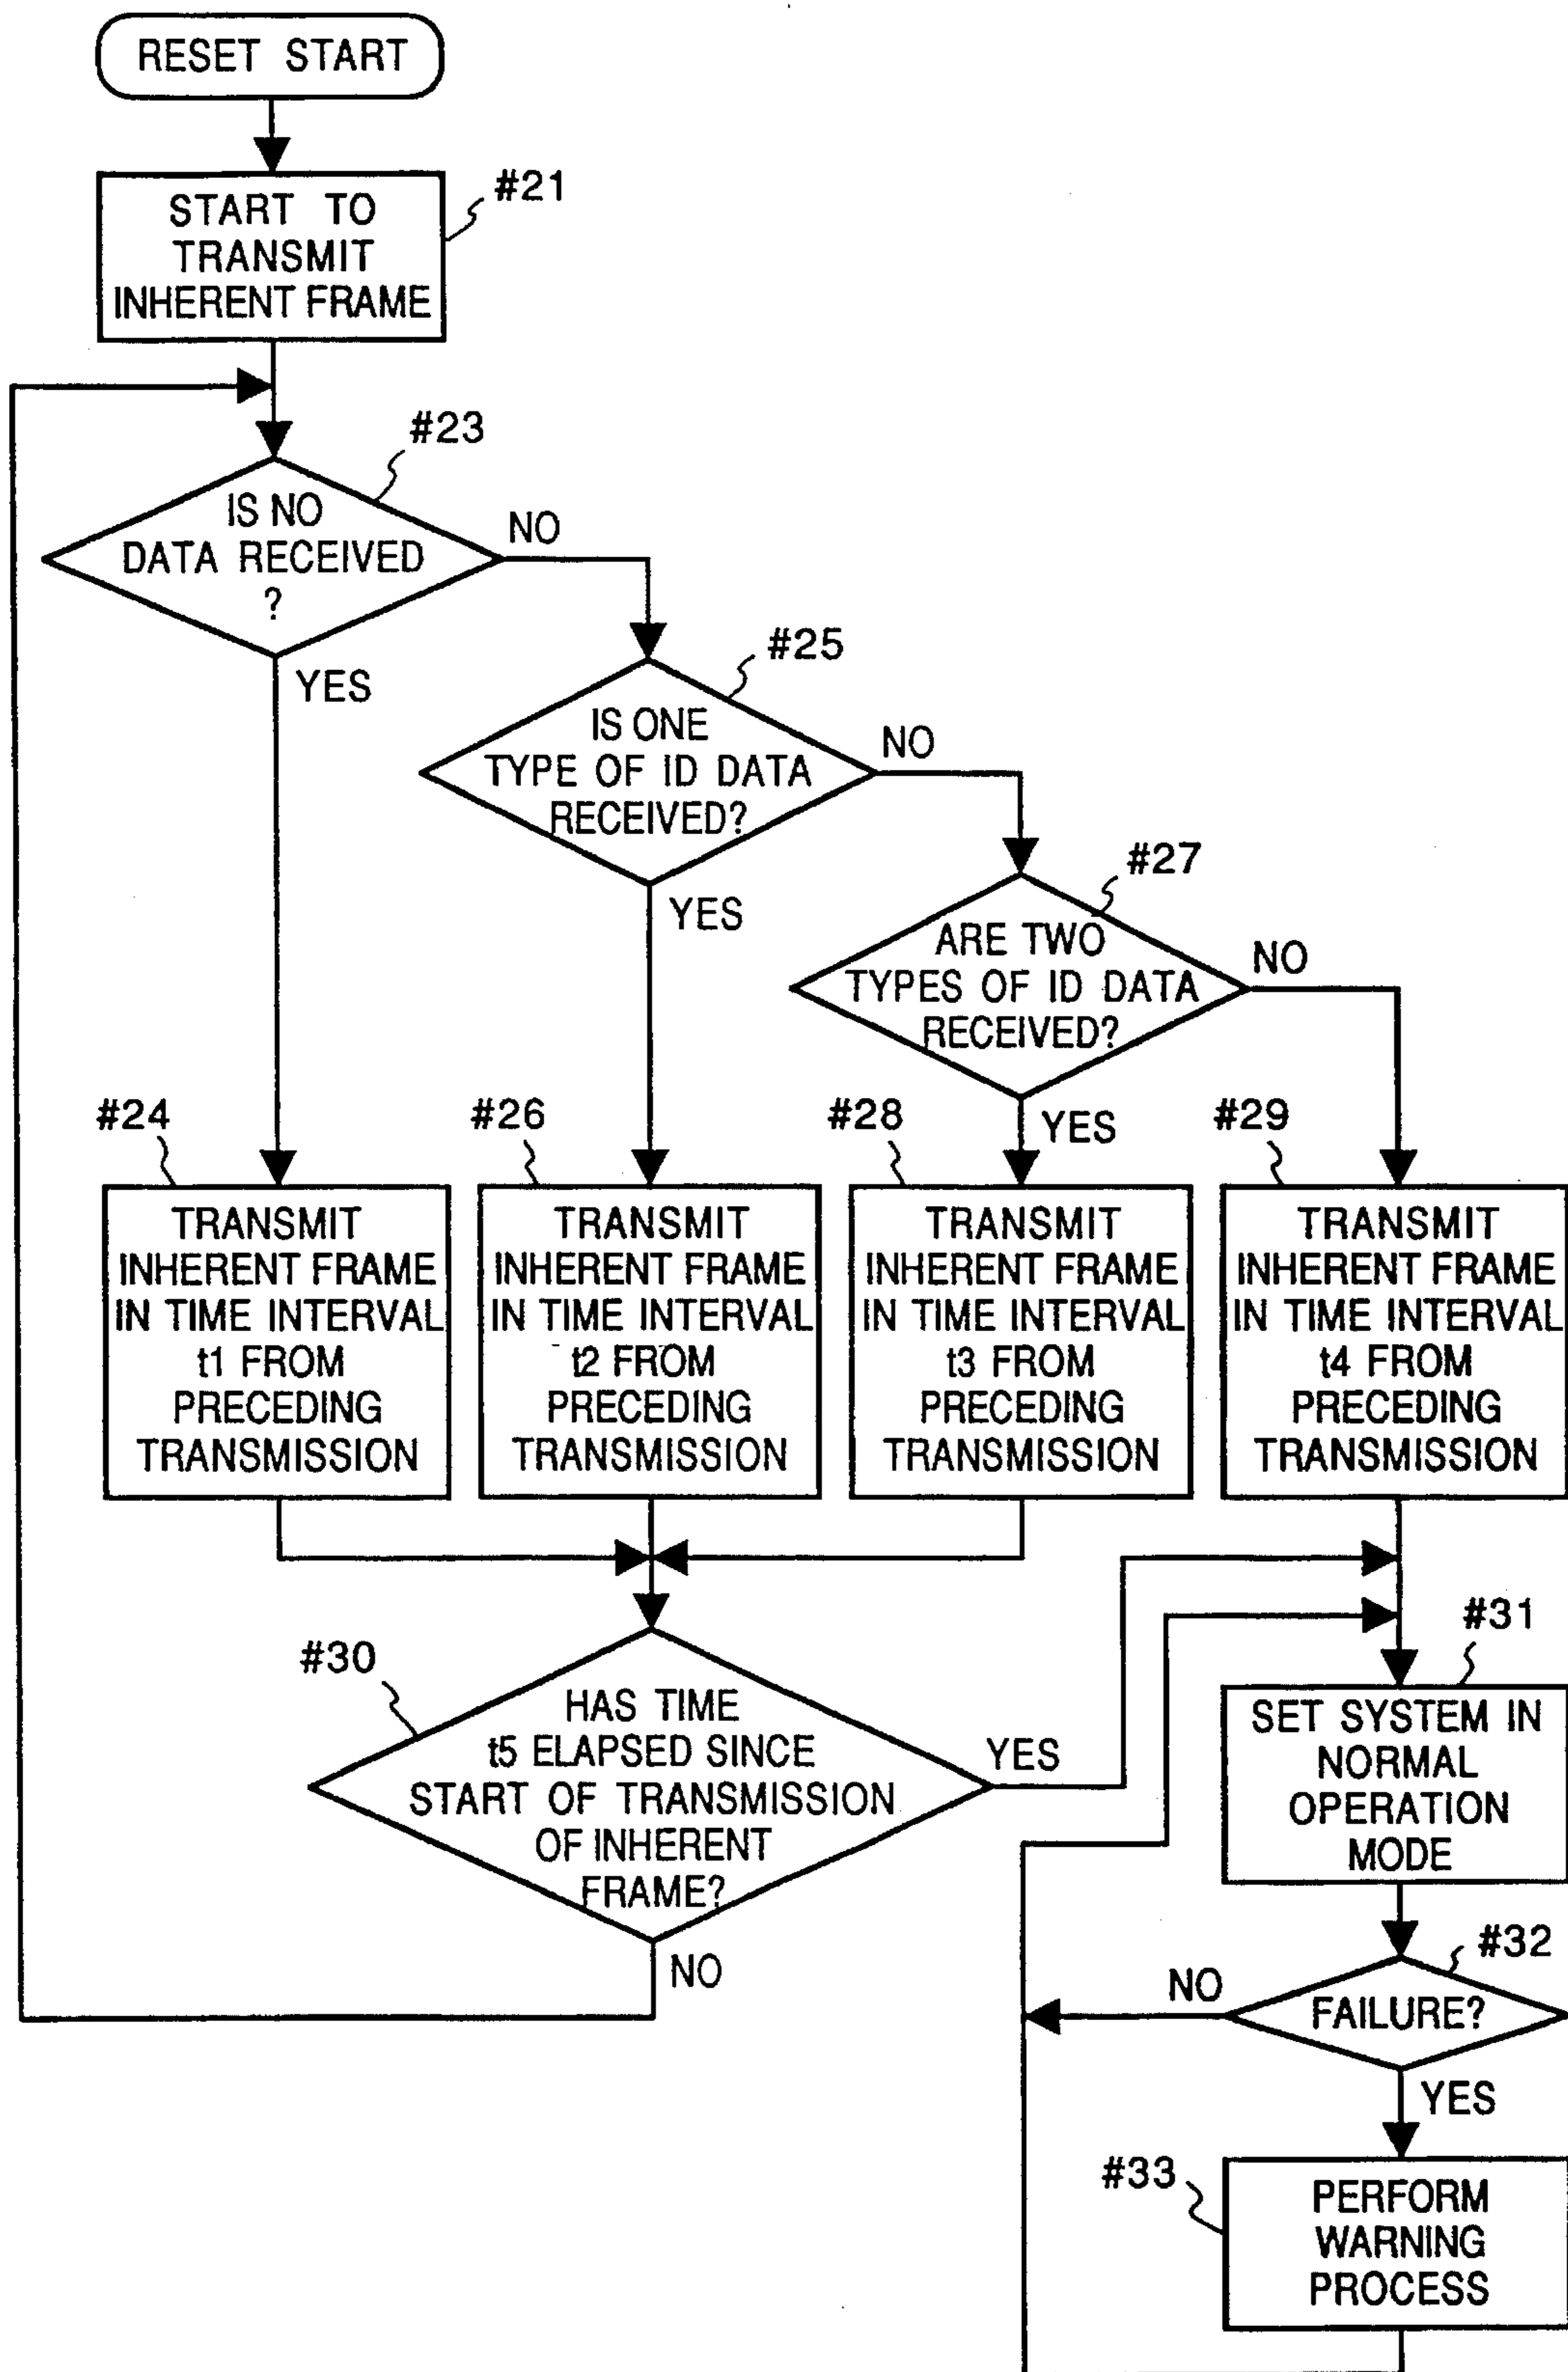 RESET START
#21
START TO
TRANSMIT
INHERENT FRAME
#23
IS NO
DATA RECEIVED
?
NO
YES
#25
IS ONE
TYPE OF ID DATA
RECEIVED?
NO
YES
#27
ARE TWO
TYPES OF ID DATA
RECEIVED?
NO
YES
#24
TRANSMIT
INHERENT FRAME
IN TIME INTERVAL
t1 FROM
PRECEDING
TRANSMISSION
#26
TRANSMIT
INHERENT FRAME
IN TIME INTERVAL
t2 FROM
PRECEDING
TRANSMISSION
#28
TRANSMIT
INHERENT FRAME
IN TIME INTERVAL
t3 FROM
PRECEDING
TRANSMISSION
#29
TRANSMIT
INHERENT FRAME
IN TIME INTERVAL
t4 FROM
PRECEDING
TRANSMISSION
#30
HAS TIME
t5 ELAPSED SINCE
START OF TRANSMISSION
OF INHERENT
FRAME?
YES
NO
#31
SET SYSTEM IN
NORMAL
OPERATION
MODE
#32
FAILURE?
NO
YES
#33
PERFORM
WARNING
PROCESS